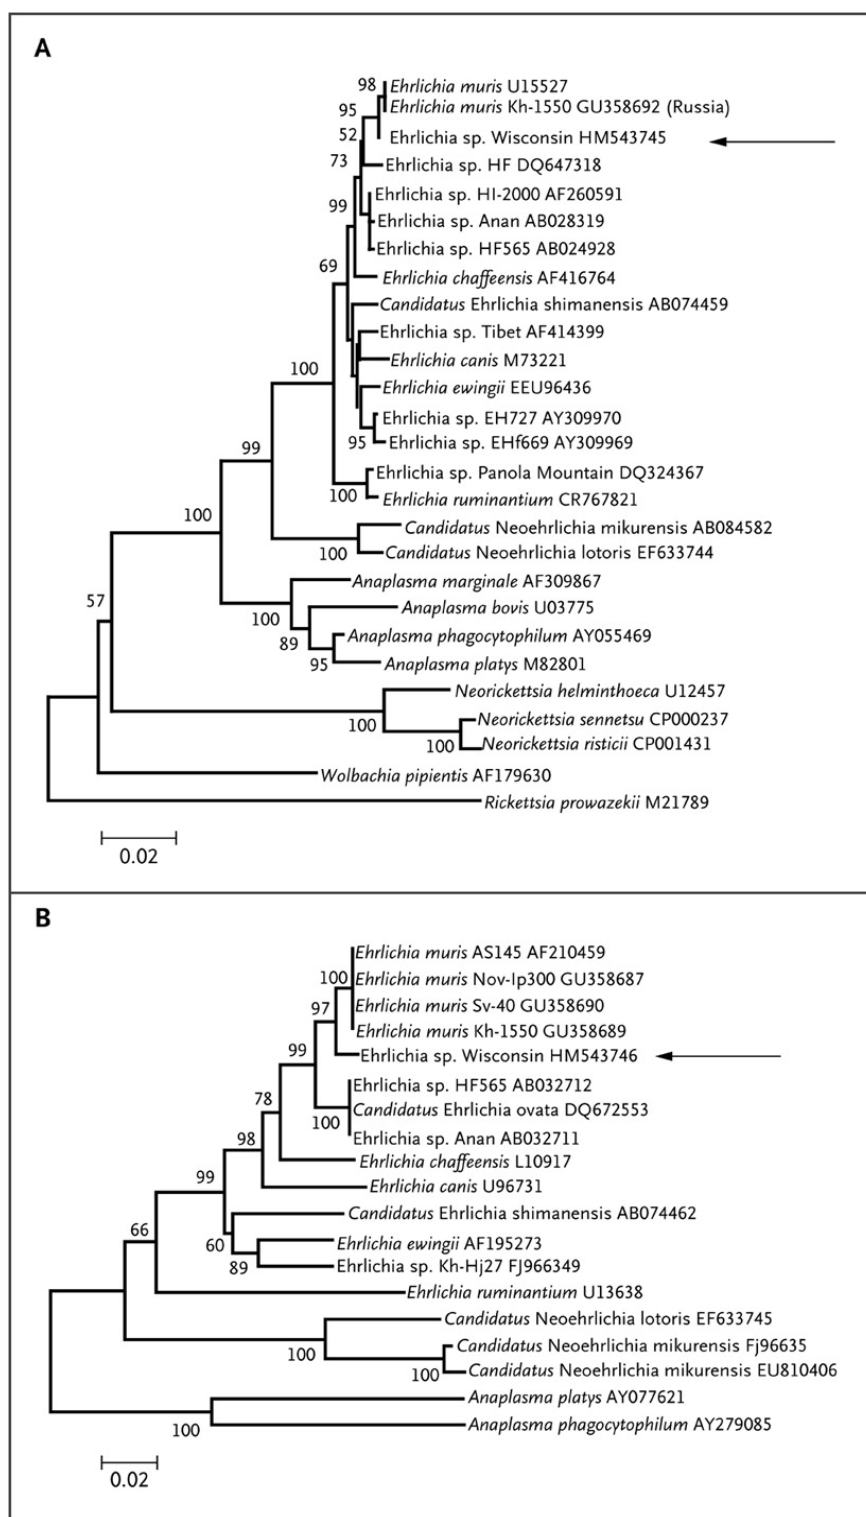 A
98
Ehrlichia muris U15527
Ehrlichia muris Kh-1550 GU358692 (Russia)
95
52
Ehrlichia sp. Wisconsin HM543745
73
Ehrlichia sp. HF DQ647318
Ehrlichia sp. HI-2000 AF260591
99
Ehrlichia sp. Anan AB028319
Ehrlichia sp. HF565 AB024928
69
Ehrlichia chaffeensis AF416764
Candidatus Ehrlichia shimanensis AB074459
Ehrlichia sp. Tibet AF414399
100
Ehrlichia canis M73221
Ehrlichia ewingii EEU96436
Ehrlichia sp. EH727 AY309970
95
Ehrlichia sp. EHf669 AY309969
99
Ehrlichia sp. Panola Mountain DQ324367
100
Ehrlichia ruminantium CR767821
100
Candidatus Neoehrlichia mikurensis AB084582
100
Candidatus Neoehrlichia lotoris EF633744
Anaplasma marginale AF309867
57
Anaplasma bovis U03775
100
Anaplasma phagocytophilum AY055469
89
95
Anaplasma platys M82801
Neorickettsia helminthoeca U12457
100
Neorickettsia sennetsu CP000237
100
Neorickettsia risticii CP001431
Wolbachia pipientis AF179630
Rickettsia prowazekii M21789
0.02
B
Ehrlichia muris AS145 AF210459
100
Ehrlichia muris Nov-Ip300 GU358687
97
Ehrlichia muris Sv-40 GU358690
Ehrlichia muris Kh-1550 GU358689
99
Ehrlichia sp. Wisconsin HM543746
Ehrlichia sp. HF565 AB032712
78
Candidatus Ehrlichia ovata DQ672553
100
Ehrlichia sp. Anan AB032711
98
Ehrlichia chaffeensis L10917
99
Ehrlichia canis U96731
Candidatus Ehrlichia shimanensis AB074462
66
60
Ehrlichia ewingii AF195273
89
Ehrlichia sp. Kh-Hj27 FJ966349
Ehrlichia ruminantium U13638
Candidatus Neoehrlichia lotoris EF633745
100
Candidatus Neoehrlichia mikurensis Fj96635
100
Candidatus Neoehrlichia mikurensis EU810406
Anaplasma platys AY077621
100
Anaplasma phagocytophilum AY279085
0.02